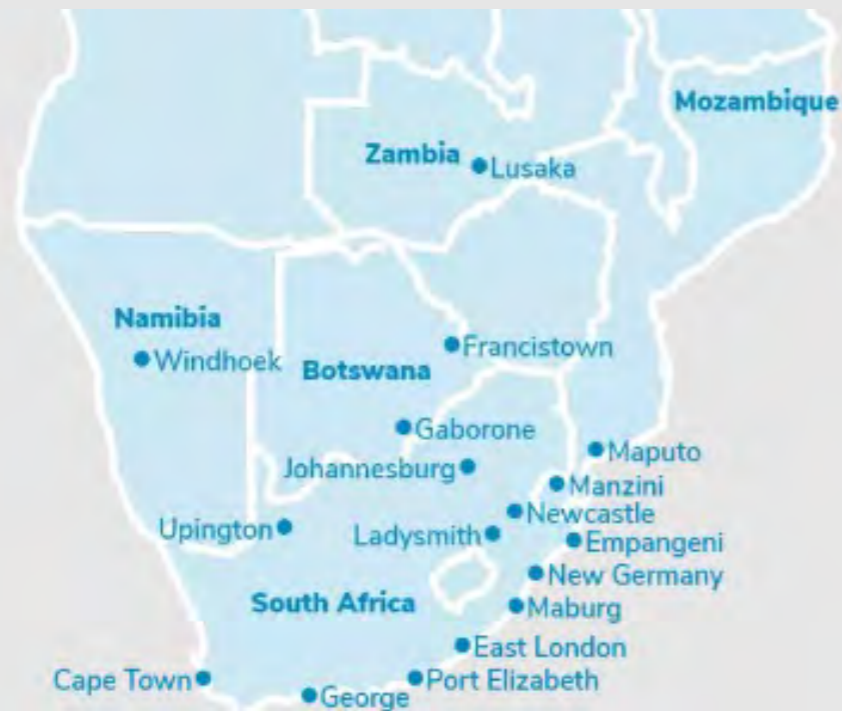 Mozambique
Zambia
Lusaka
Namibia
Windhoek
Francistown
Botswana
Gaborone
Maputo
Johannesburg
Manzini
Newcastle
Upington
Ladysmith
Empangeni
New Germany
South Africa
Maburg
East London
Cape Town
Port Elizabeth
George